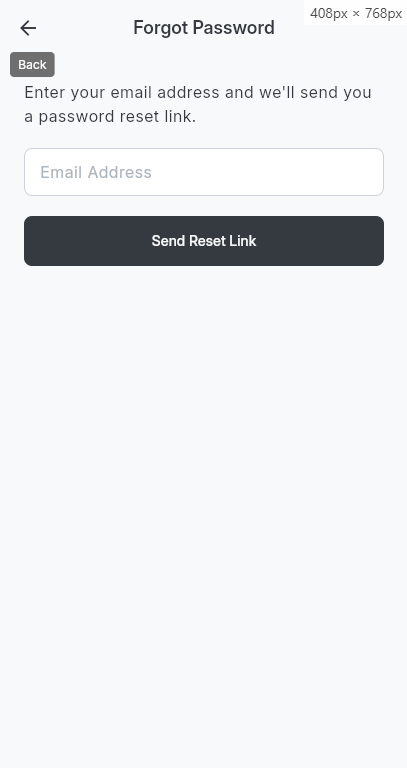 Forgot Password
408px × 768px
Back
Enter your email address and we'll send you
a password reset link.
Email Address
Send Reset Link